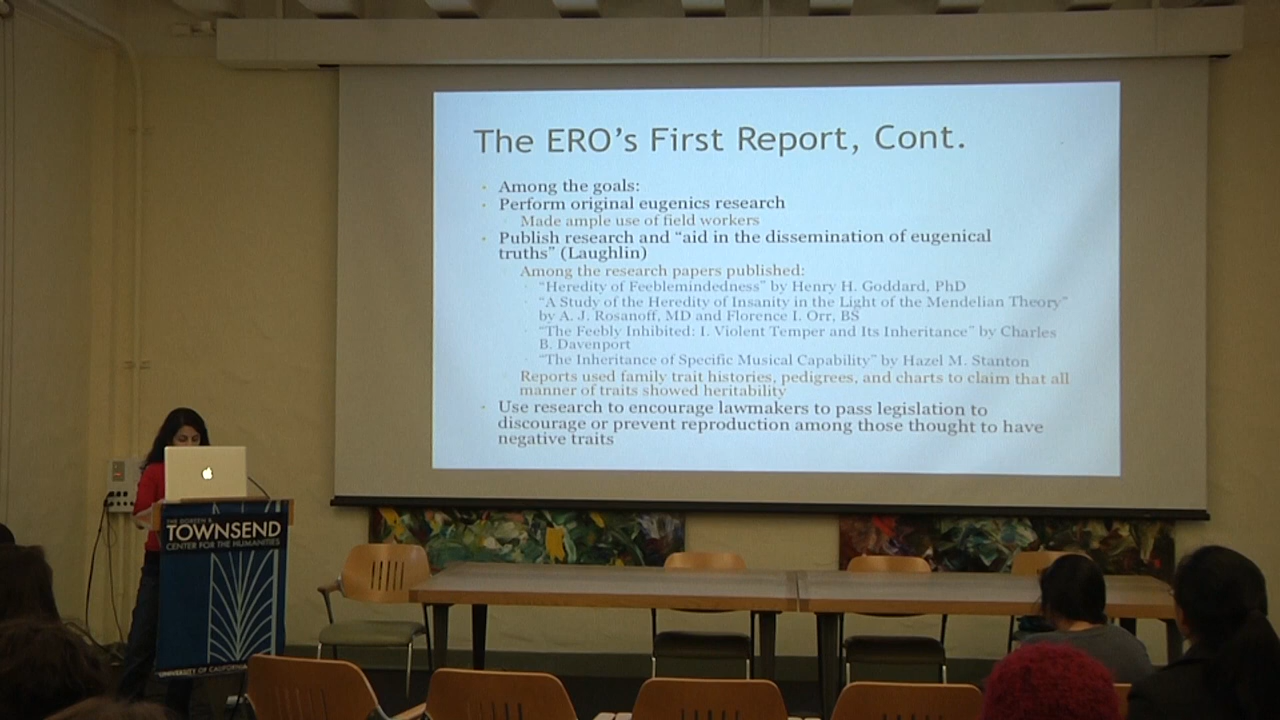 The ERO's First Report, Cont.
Among the goals:
Perform original eugenics research
Made ample use of field workers
Publish research and “aid in the dissemination of eugenical
truths” (Laughlin)
Among the research papers published:
“Heredity of Feeblemindedness” by Henry H. Goddard, PhD
“A Study of the Heredity of Insanity in the Light of the Mendelian Theory”
by A. J. Rosanoff, MD and Florence I. Orr, BS
“The Feebly Inhibited: I. Violent Temper and Its Inheritance” by Charles
B. Davenport
“The Inheritance of Specific Musical Capability” by Hazel M. Stanton
Reports used family trait histories, pedigrees, and charts to claim that all
manner of traits showed heritability
Use research to encourage lawmakers to pass legislation to
discourage or prevent reproduction among those thought to have
negative traits
THE DOREEN B.
TOWNSEND
CENTER FOR THE HUMANITIES
UNIVERSITY OF CALIFORNIA